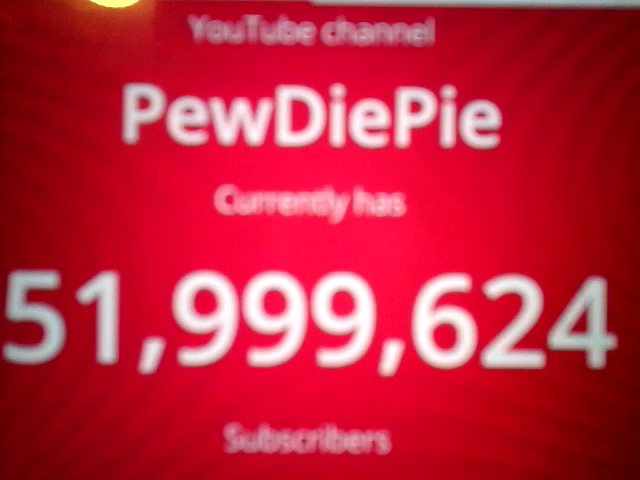 YouTube channel
PewDiePie
Currently has
51,999,624
Subscribers